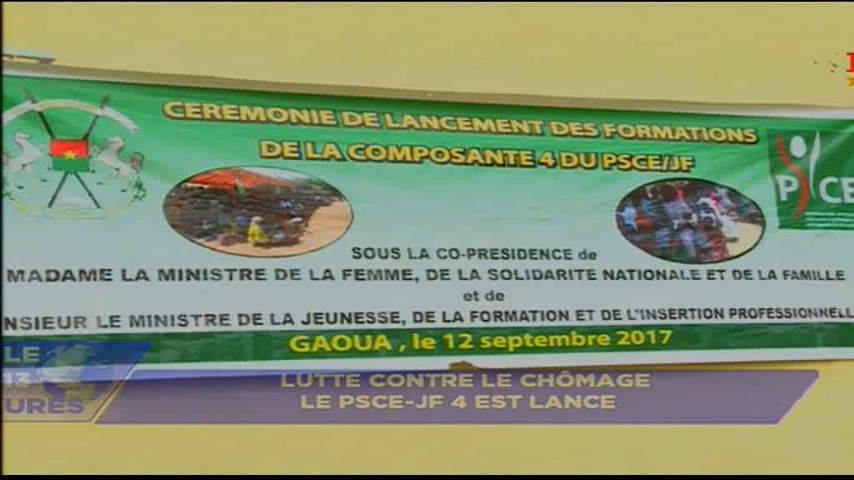 CEREMONIE DE LANCEMENT DES FORMATIONS
DE LA COMPOSANTE 4 DU PSCE/JF
SOUS LA CO-PRESIDENCE de
MADAME LA MINISTRE DE LA FEMME, DE LA SOLIDARITE NATIONALE ET DE LA FAMILLE
et de
NSIEUR LE MINISTRE DE LA JEUNESSE, DE LA FORMATION ET DE L'INSERTION PROFESSIONNELL
GAOUA, le 12 septembre 2017
LE
13
URES
LUTTE CONTRE LE CHÔMAGE
LE PSCE-JF 4 EST LANCE